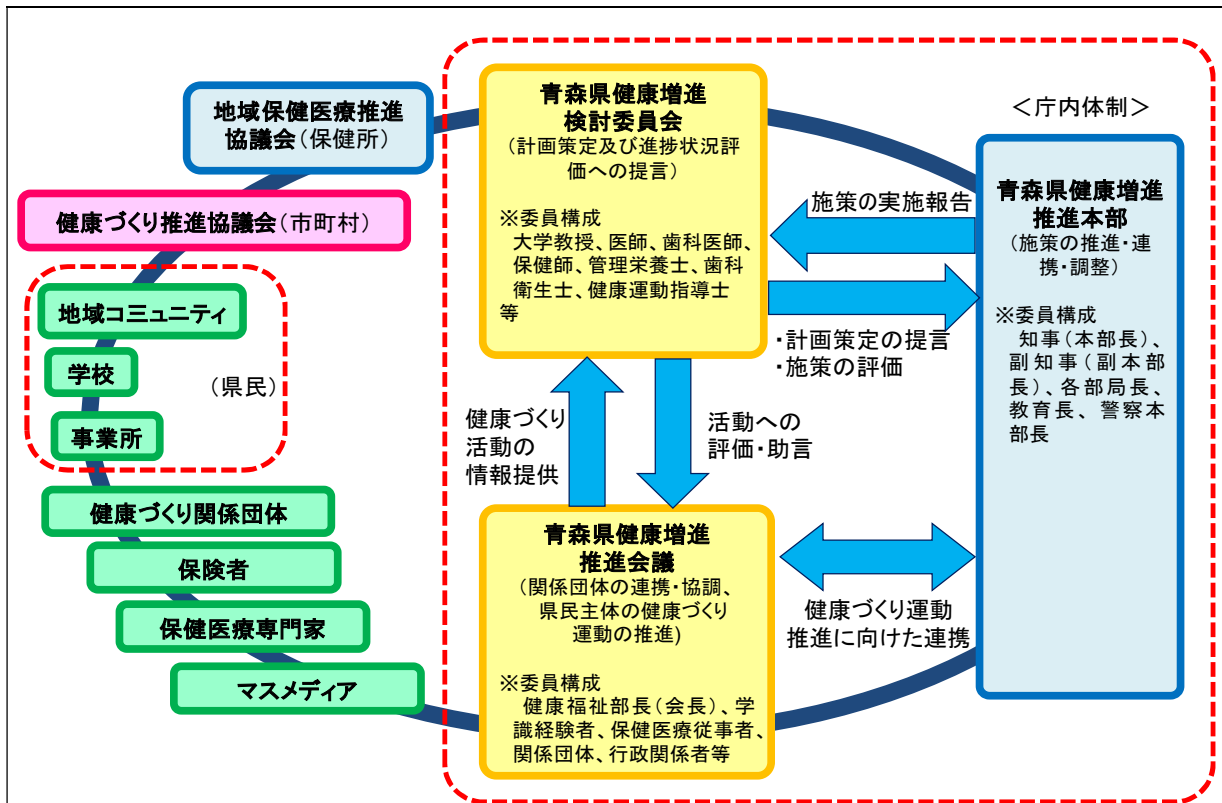 地域保健医療推進
協議会(保健所)
健康づくり推進協議会(市町村)
地域コミュニティ
学校
事業所
(県民)
健康づくり関係団体
保険者
保健医療専門家
マスメディア
青森県健康増進
検討委員会
(計画策定及び進捗状況評
価への提言)
※委員構成
大学教授、医師、歯科医師、
保健師、管理栄養士、歯科
衛生士、健康運動指導士
等
健康づくり
活動の
情報提供
活動への
評価・助言
青森県健康増進
推進会議
(関係団体の連携・協調、
県民主体の健康づくり
運動の推進)
※委員構成
健康福祉部長(会長)、学
識経験者、保健医療従事者、
関係団体、行政関係者等
施策の実施報告
・計画策定の提言
・施策の評価
健康づくり運動
推進に向けた連携
<庁内体制>
青森県健康増進
推進本部
(施策の推進・連
携・調整)
※委員構成
知事(本部長)、
副知事(副本部
長)、各部局長、
教育長、警察本
部長